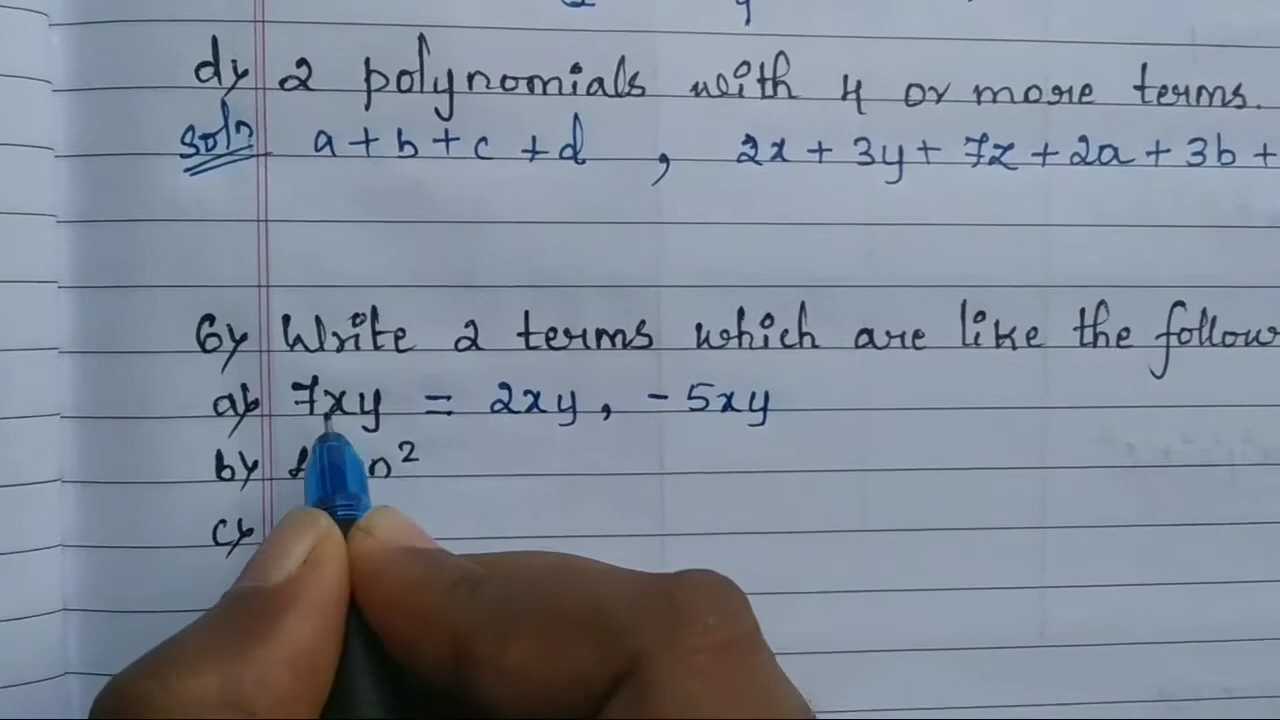 d) 2 polynomials with 4 or more terms.
Soln a + b + c + d , 2x + 3y + 7z + 2a + 3b +
6) Write 2 terms which are like the follow
a) 7xy = 2xy, - 5xy
b) n²
c)